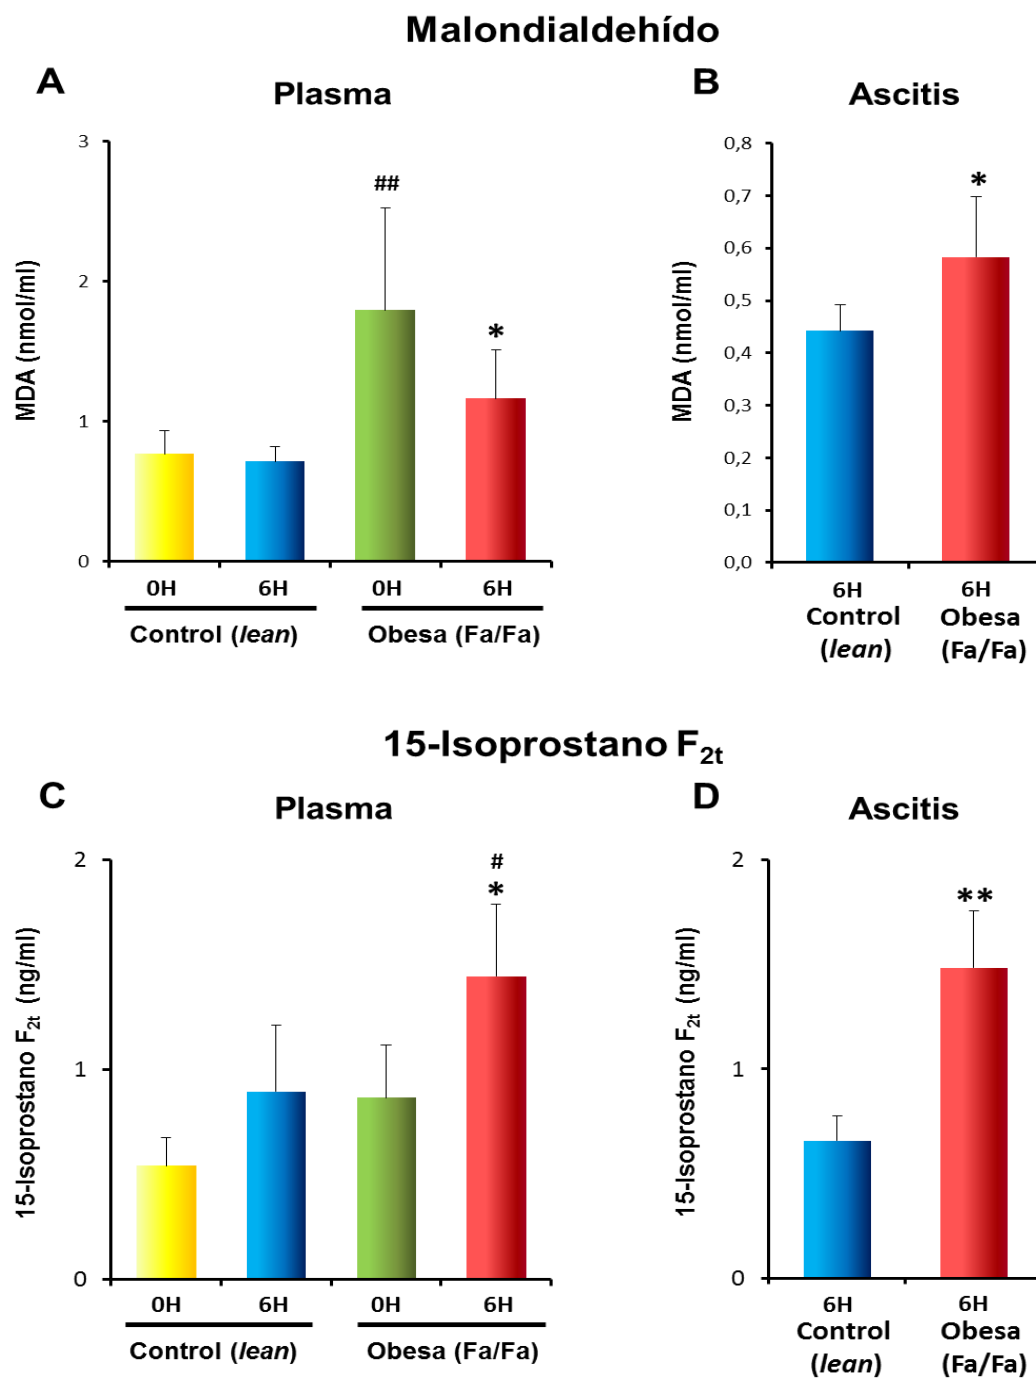 Malondialdehído
A
Plasma
MDA (nmol/ml)
3
2
1
0
##
*
0H 6H 0H 6H
Control (lean) Obesa (Fa/Fa)
B
Ascitis
MDA (nmol/ml)
0,8
0,7
0,6
0,5
0,4
0,3
0,2
0,1
0,0
*
6H 6H
Control Obesa
(lean) (Fa/Fa)
15-Isoprostano F2t
C
Plasma
15-Isoprostano F2t (ng/ml)
2
1
0
#
*
0H 6H 0H 6H
Control (lean) Obesa (Fa/Fa)
D
Ascitis
15-Isoprostano F2t (ng/ml)
2
1
0
**
6H 6H
Control Obesa
(lean) (Fa/Fa)